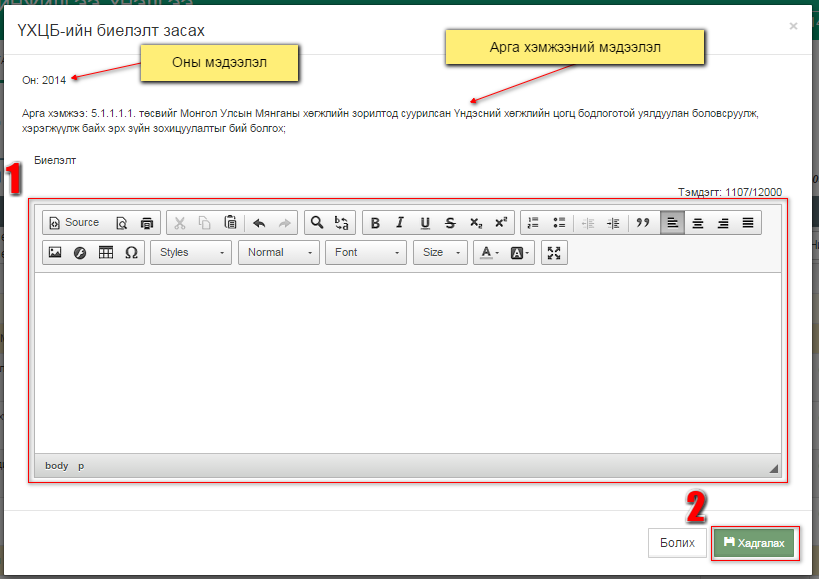 ҮХЦБ-ийн биелэлт засах
×
Оны мэдээлэл
Арга хэмжээний мэдээлэл
Он: 2014
Арга хэмжээ: 5.1.1.1.1. төсвийг Монгол Улсын Мянганы хөгжлийн зорилтод суурилсан Үндэсний хөгжлийн цогц бодлоготой уялдуулан боловсруулж,
хэрэгжүүлж байх эрх зүйн зохицуулалтыг бий болгох;
Биелэлт
1
Тэмдэгт: 1107/12000
Source
B I U S x₂ x²
Styles Normal Font Size A A
body p
2
Болих Хадгалах